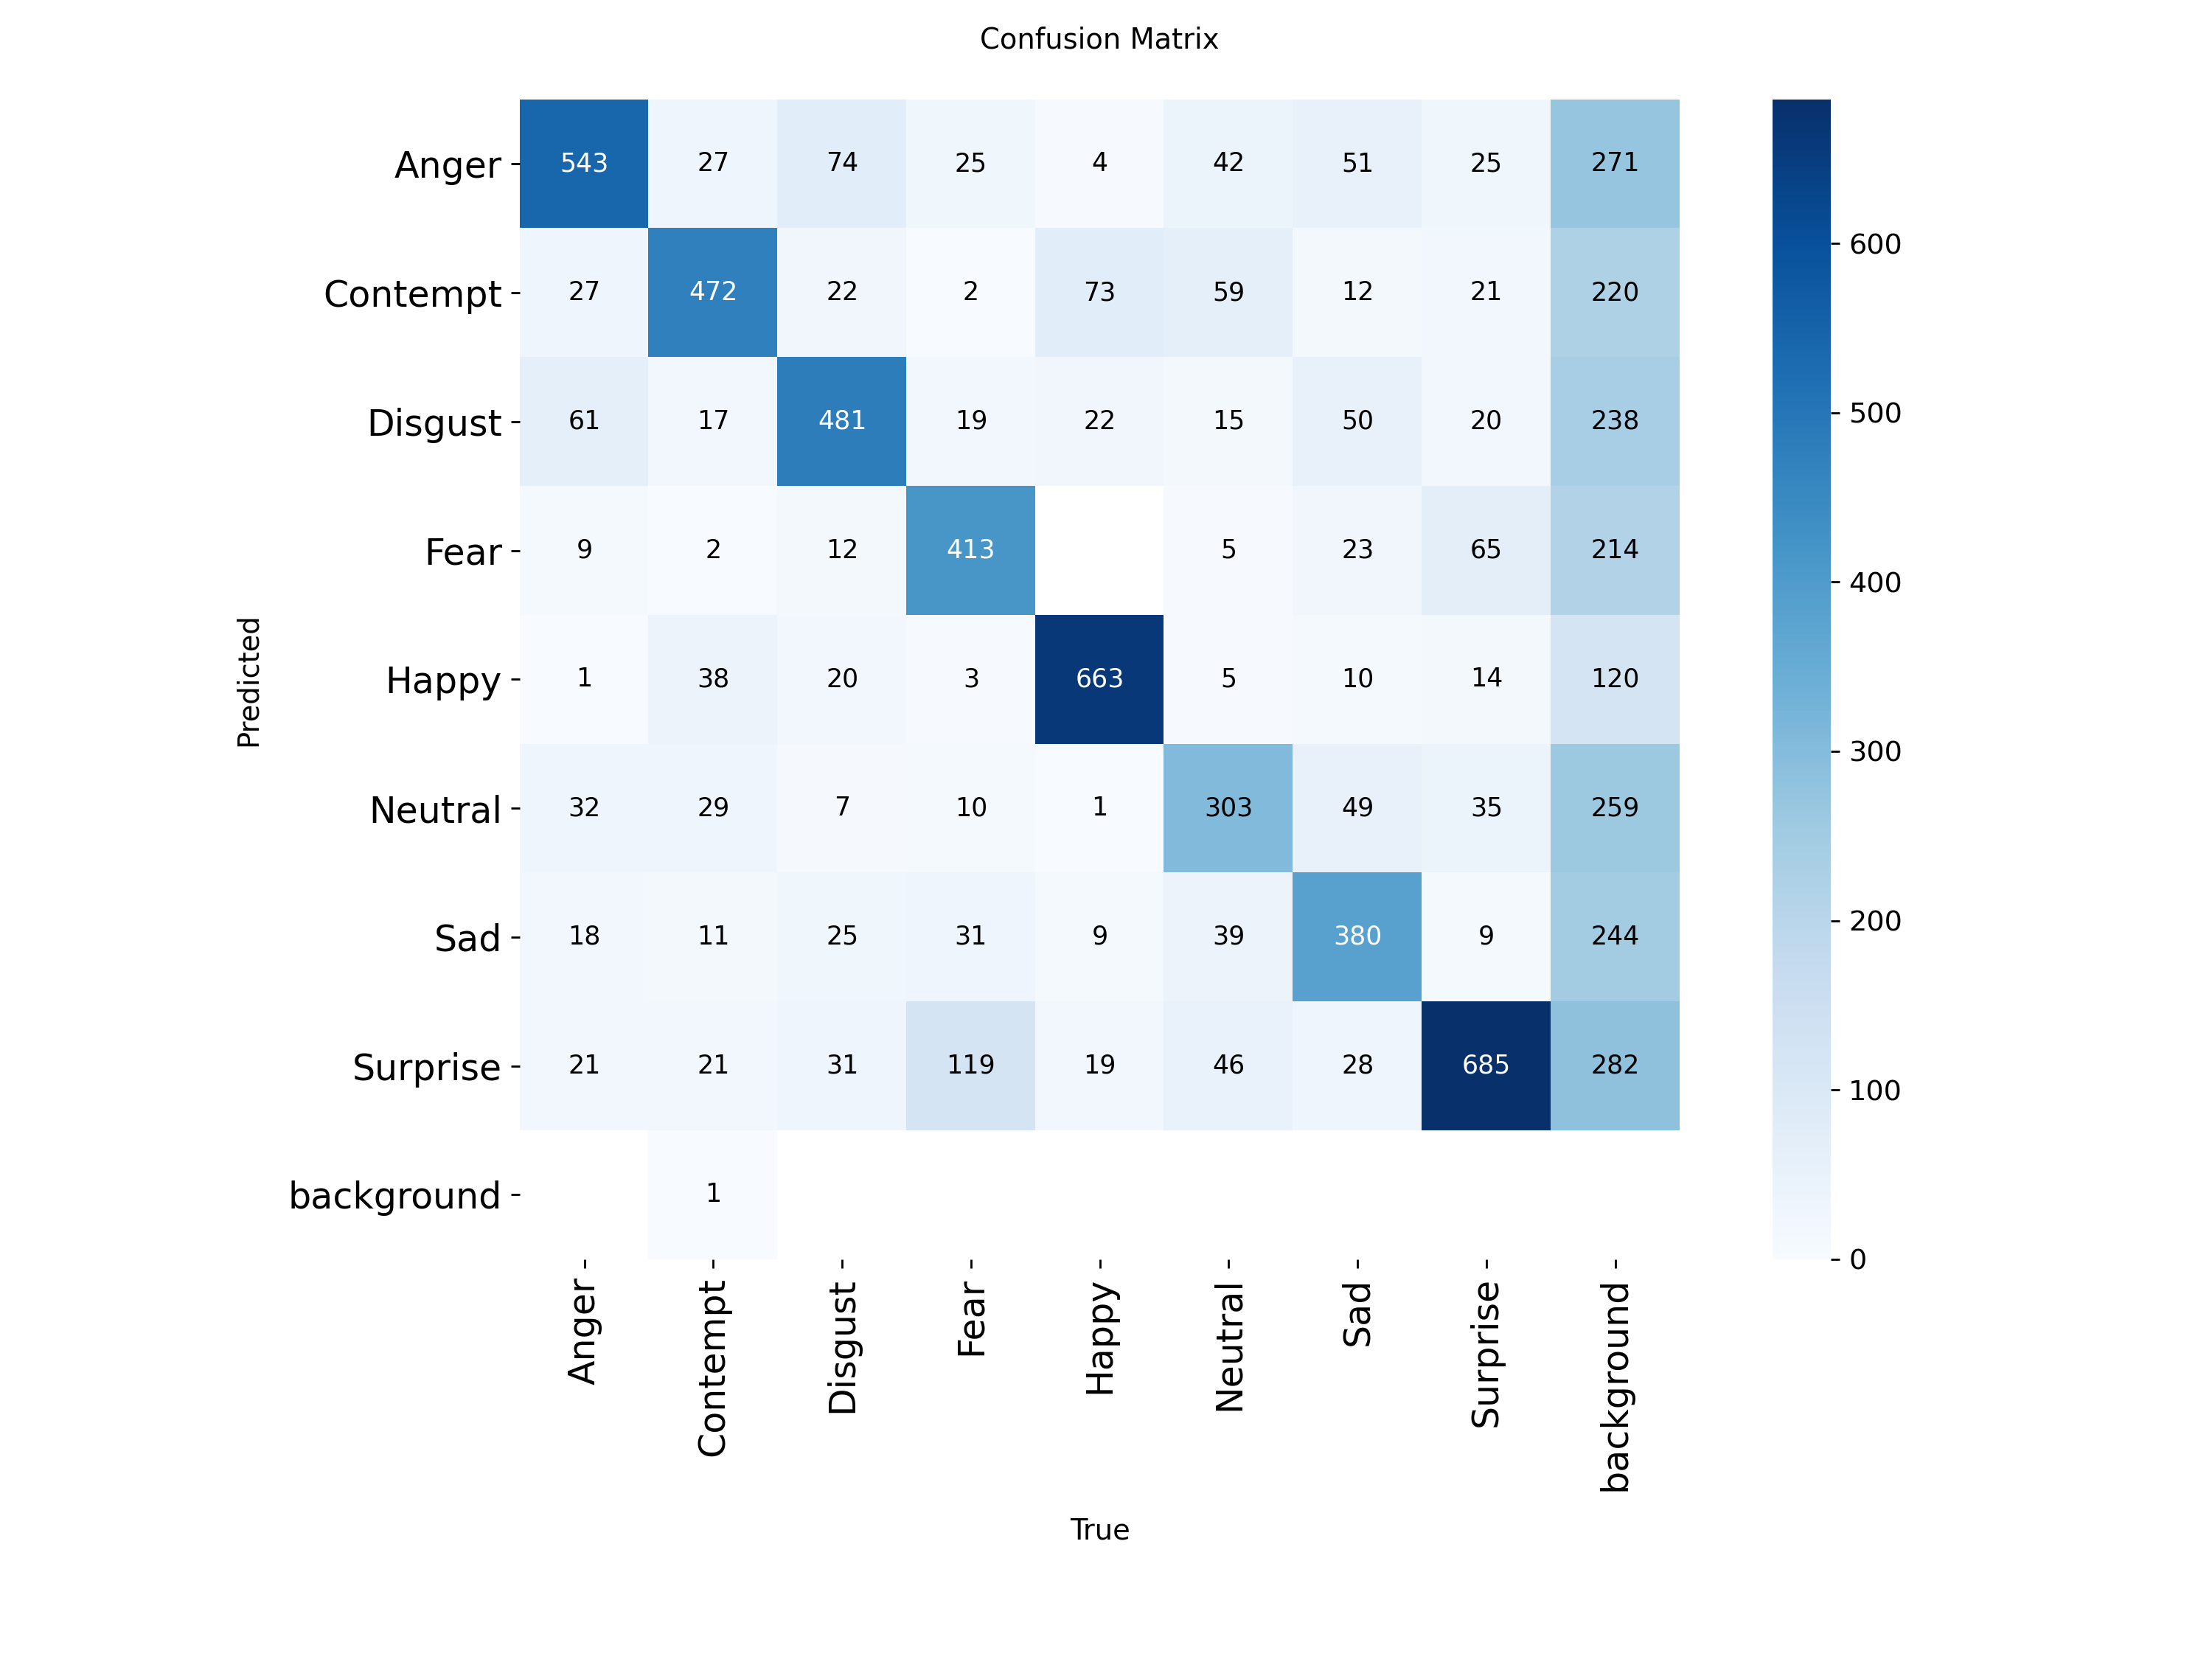 Confusion Matrix
Anger 543 27 74 25 4 42 51 25 271
Contempt 27 472 22 2 73 59 12 21 220
Disgust 61 17 481 19 22 15 50 20 238
Fear 9 2 12 413 5 23 65 214
Happy 1 38 20 3 663 5 10 14 120
Neutral 32 29 7 10 1 303 49 35 259
Sad 18 11 25 31 9 39 380 9 244
Surprise 21 21 31 119 19 46 28 685 282
background 1
Predicted
Anger
Contempt
Disgust
Fear
Happy
Neutral
Sad
Surprise
background
True
600
500
400
300
200
100
0